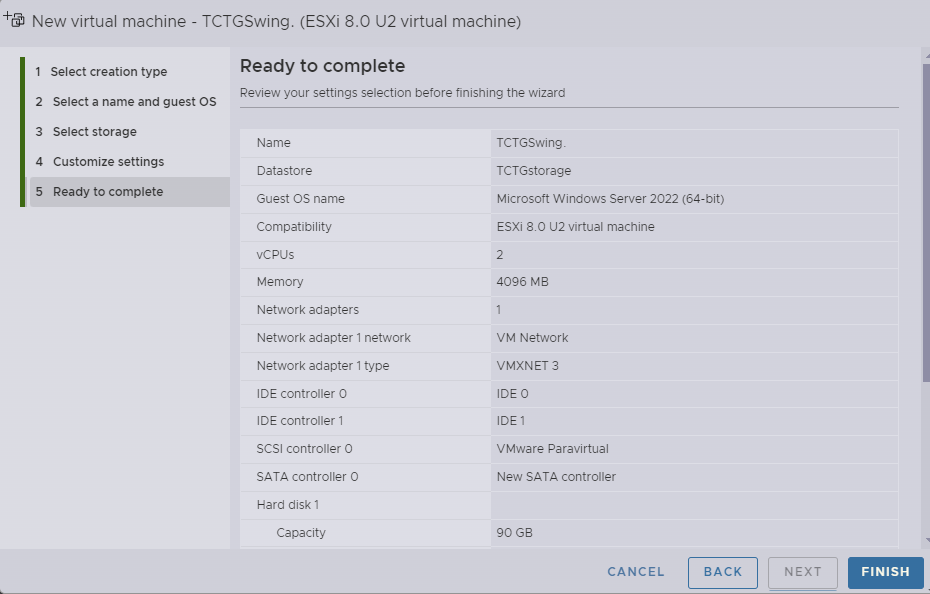 New virtual machine - TCTGSwing. (ESXi 8.0 U2 virtual machine)
1 Select creation type
2 Select a name and guest OS
3 Select storage
4 Customize settings
5 Ready to complete
Ready to complete
Review your settings selection before finishing the wizard
Name TCTGSwing.
Datastore TCTGstorage
Guest OS name Microsoft Windows Server 2022 (64-bit)
Compatibility ESXi 8.0 U2 virtual machine
vCPUs 2
Memory 4096 MB
Network adapters 1
Network adapter 1 network VM Network
Network adapter 1 type VMXNET 3
IDE controller 0 IDE 0
IDE controller 1 IDE 1
SCSI controller 0 VMware Paravirtual
SATA controller 0 New SATA controller
Hard disk 1
Capacity 90 GB
CANCEL BACK NEXT FINISH